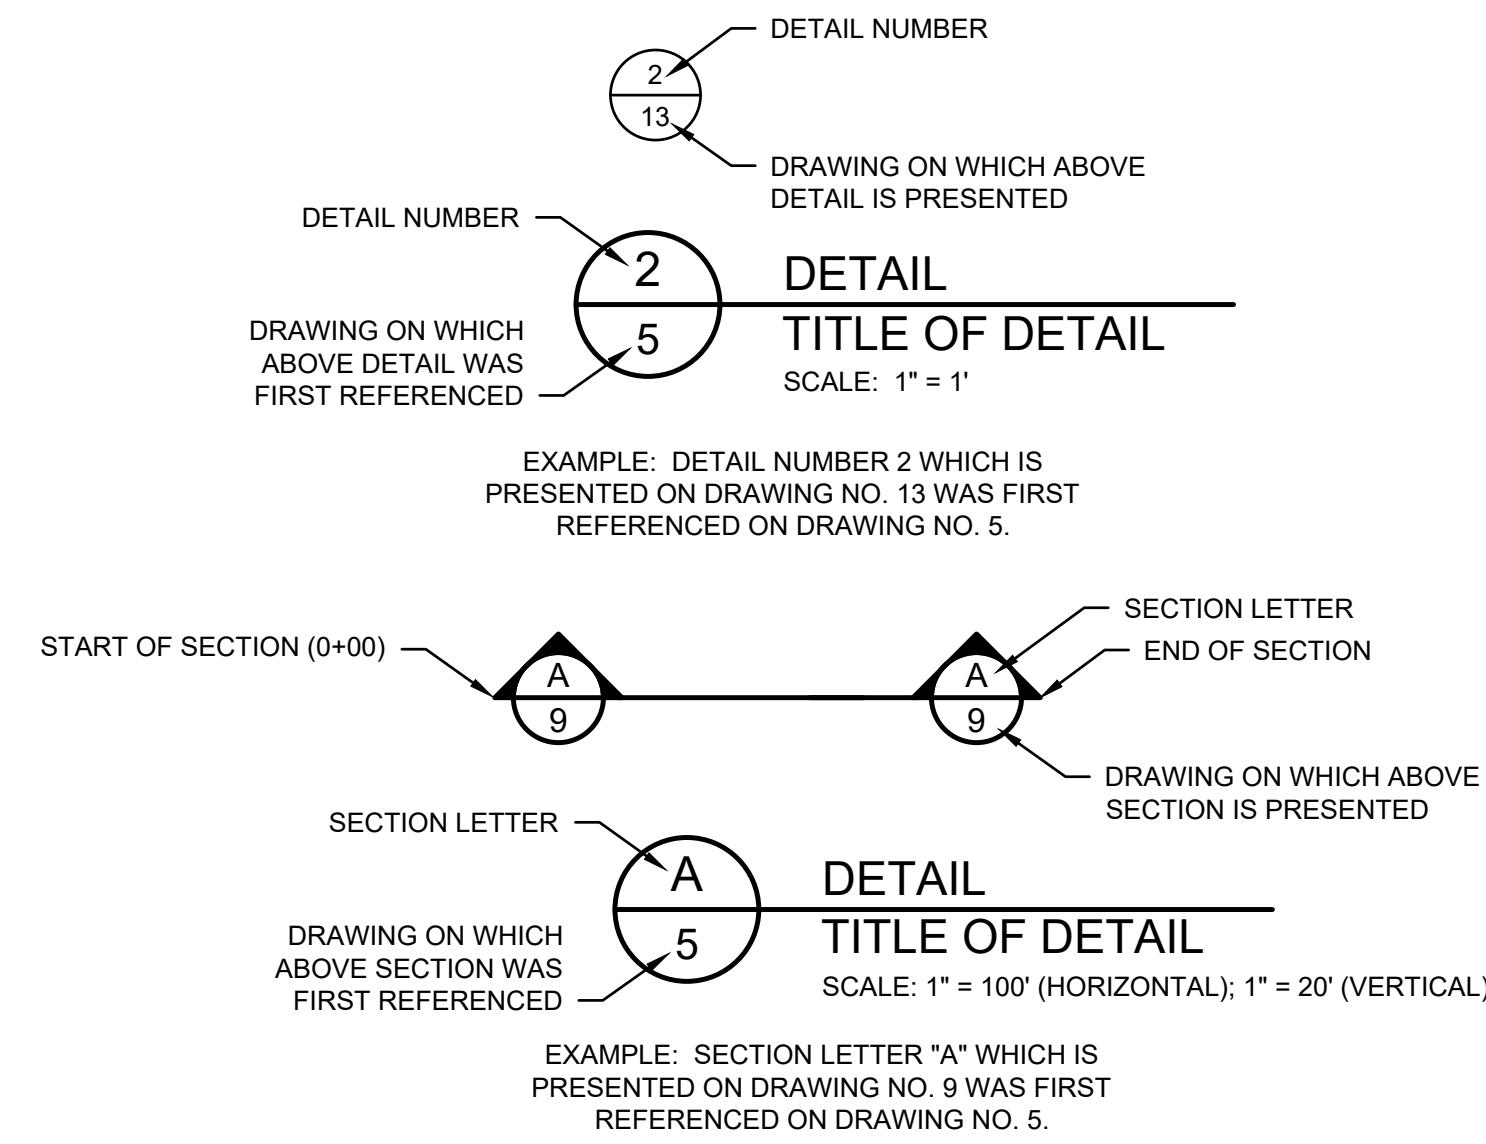 DETAIL NUMBER
2
13
DRAWING ON WHICH ABOVE
DETAIL IS PRESENTED
DETAIL NUMBER
2
5
DRAWING ON WHICH
ABOVE DETAIL WAS
FIRST REFERENCED
DETAIL
TITLE OF DETAIL
SCALE: 1" = 1'
EXAMPLE: DETAIL NUMBER 2 WHICH IS
PRESENTED ON DRAWING NO. 13 WAS FIRST
REFERENCED ON DRAWING NO. 5.
START OF SECTION (0+00)
A
9
A
9
SECTION LETTER
END OF SECTION
DRAWING ON WHICH ABOVE
SECTION IS PRESENTED
SECTION LETTER
A
5
DRAWING ON WHICH
ABOVE SECTION WAS
FIRST REFERENCED
DETAIL
TITLE OF DETAIL
SCALE: 1" = 100' (HORIZONTAL); 1" = 20' (VERTICAL)
EXAMPLE: SECTION LETTER "A" WHICH IS
PRESENTED ON DRAWING NO. 9 WAS FIRST
REFERENCED ON DRAWING NO. 5.